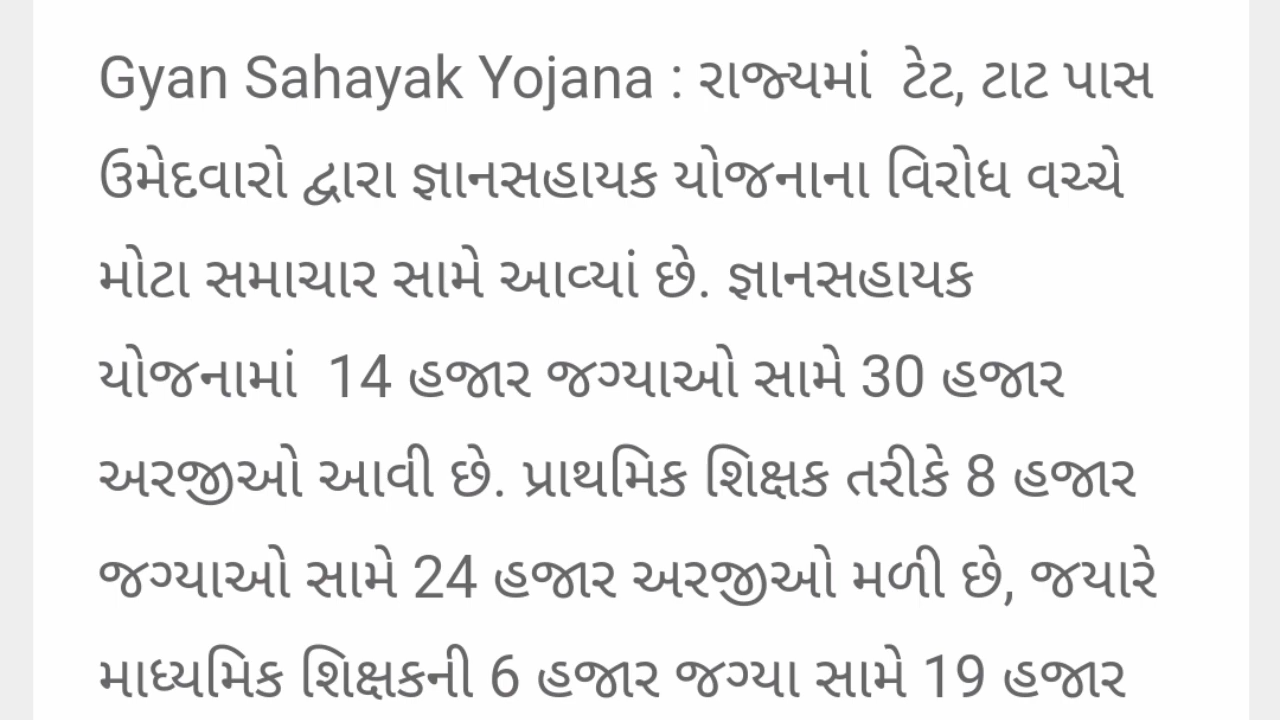 Gyan Sahayak Yojana : રાજ્યમાં ટેટ, ટાટ પાસ
ઉમેદવારો દ્વારા જ્ઞાનસહાયક યોજનાના વિરોધ વચ્ચે
મોટા સમાચાર સામે આવ્યાં છે. જ્ઞાનસહાયક
યોજનામાં 14 હજાર જગ્યાઓ સામે 30 હજાર
અરજીઓ આવી છે. પ્રાથમિક શિક્ષક તરીકે 8 હજાર
જગ્યાઓ સામે 24 હજાર અરજીઓ મળી છે, જયારે
માધ્યમિક શિક્ષકની 6 હજાર જગ્યા સામે 19 હજાર